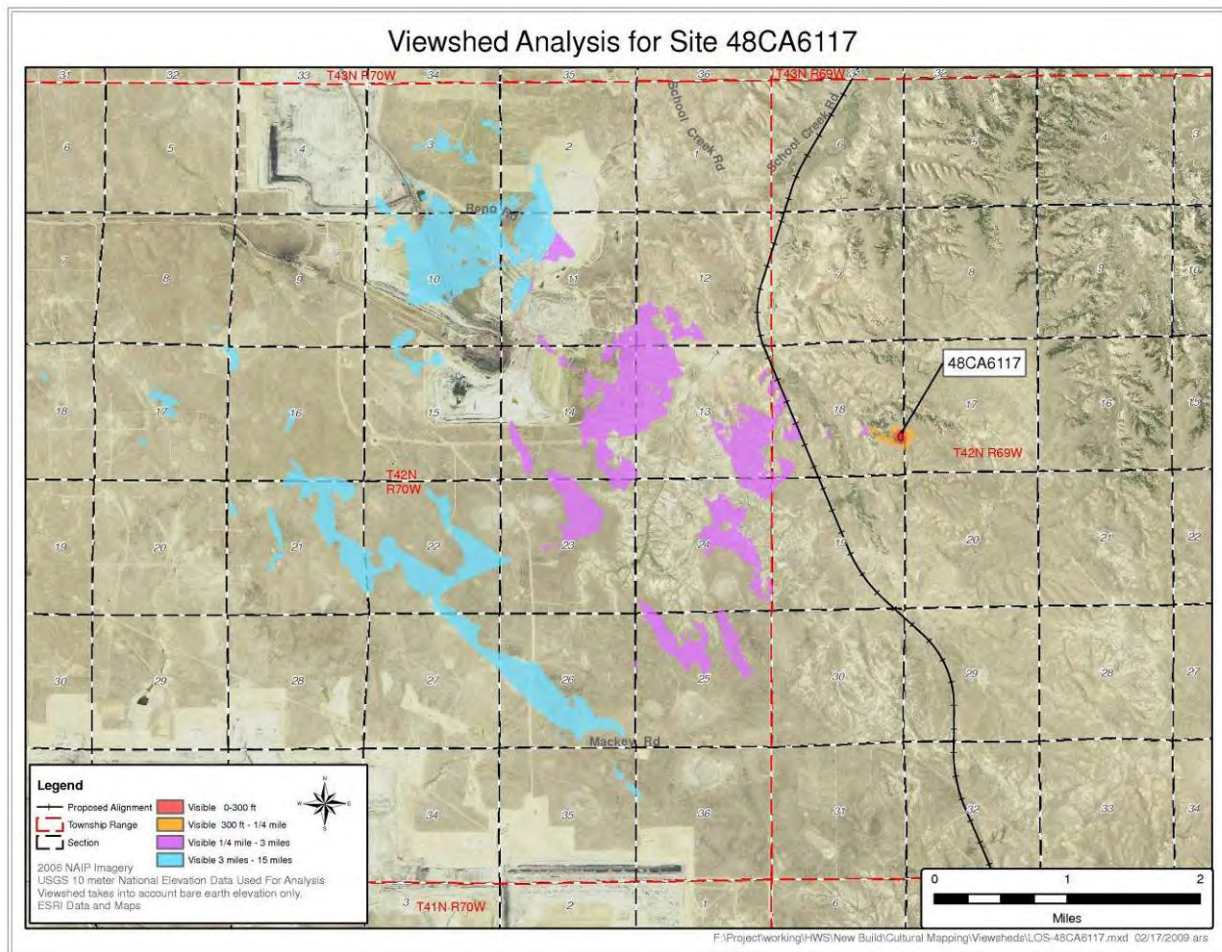 Viewshed Analysis for Site 48CA6117
31 32 33 T43N R70W 34 35 36 T43N R69W 31 32
School Creek Rd
School Creek Rd
6 5 4 3 2 1 6 5 4 3
Reno Rd
7 8 9 10 11 12 7 8 9 10
48CA6117
18 17 16 15 14 13 18 17 16 15
T42N R69W
T42N
R70W
19 20 21 22 23 24 19 20 21 22
30 29 28 27 26 25 29 28 27
Mackey Rd
34 35 36 31 32 33 34
3 T41N R70W 2 1
Legend
Proposed Alignment
Township Range
Section
Visible 0-300 ft
Visible 300 ft - 1/4 mile
Visible 1/4 mile - 3 miles
Visible 3 miles - 15 miles
N
W E
S
2006 NAIP Imagery
USGS 10 meter National Elevation Data Used For Analysis
Viewshed takes into account bare earth elevation only.
ESRI Data and Maps
0 1 2
Miles
F:\Project\working\HWS\New Build\Cultural Mapping\Viewsheds\LOS-48CA6117.mxd 02/17/2009 ars